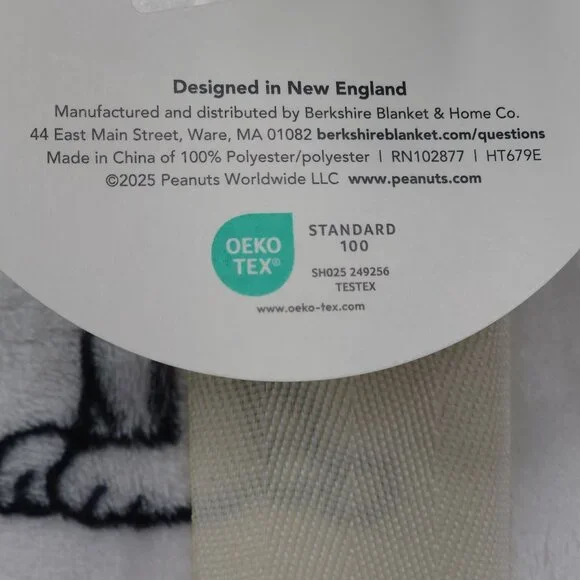 Designed in New England
Manufactured and distributed by Berkshire Blanket & Home Co.
44 East Main Street, Ware, MA 01082 berkshireblanket.com/questions
Made in China of 100% Polyester/polyester | RN102877 | HT679E
©2025 Peanuts Worldwide LLC www.peanuts.com
OEKO
TEX®
STANDARD
100
SH025 249256
TESTEX
www.oeko-tex.com